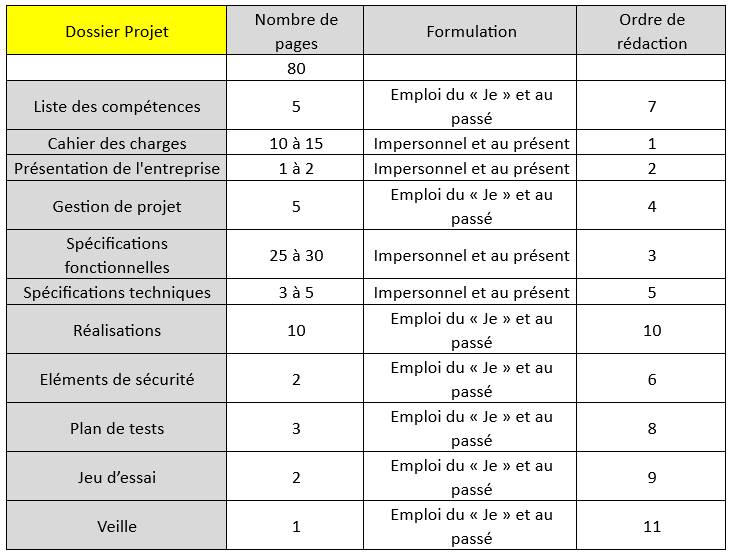 Dossier Projet
Nombre de
pages
Formulation
Ordre de
rédaction
80
Liste des compétences
5
Emploi du « Je » et au
passé
7
Cahier des charges
10 à 15
Impersonnel et au présent
1
Présentation de l'entreprise
1 à 2
Impersonnel et au présent
2
Gestion de projet
5
Emploi du « Je » et au
passé
4
Spécifications
fonctionnelles
25 à 30
Impersonnel et au présent
3
Spécifications techniques
3 à 5
Impersonnel et au présent
5
Réalisations
10
Emploi du « Je » et au
passé
10
Eléments de sécurité
2
Emploi du « Je » et au
passé
6
Plan de tests
3
Emploi du « Je » et au
passé
8
Jeu d’essai
2
Emploi du « Je » et au
passé
9
Veille
1
Emploi du « Je » et au
passé
11